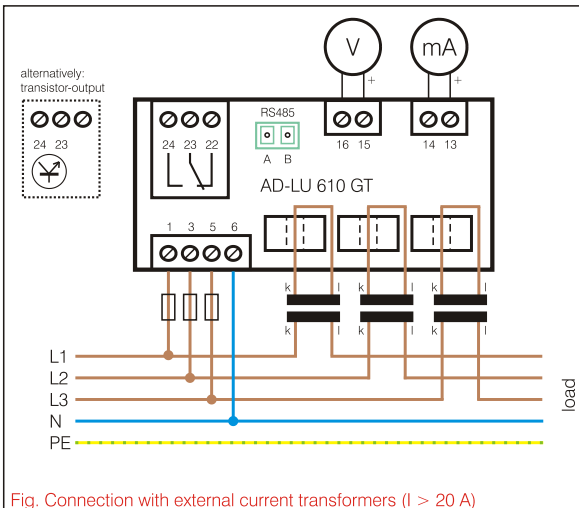 V
mA
+
+
alternatively:
transistor-output
24 23
24 23 22
RS485
A B
16 15
14 13
AD-LU 610 GT
1 3 5 6
k l k l k l
k l k l k l
L1
L2
L3
N
PE
load
Fig. Connection with external current transformers (I > 20 A)